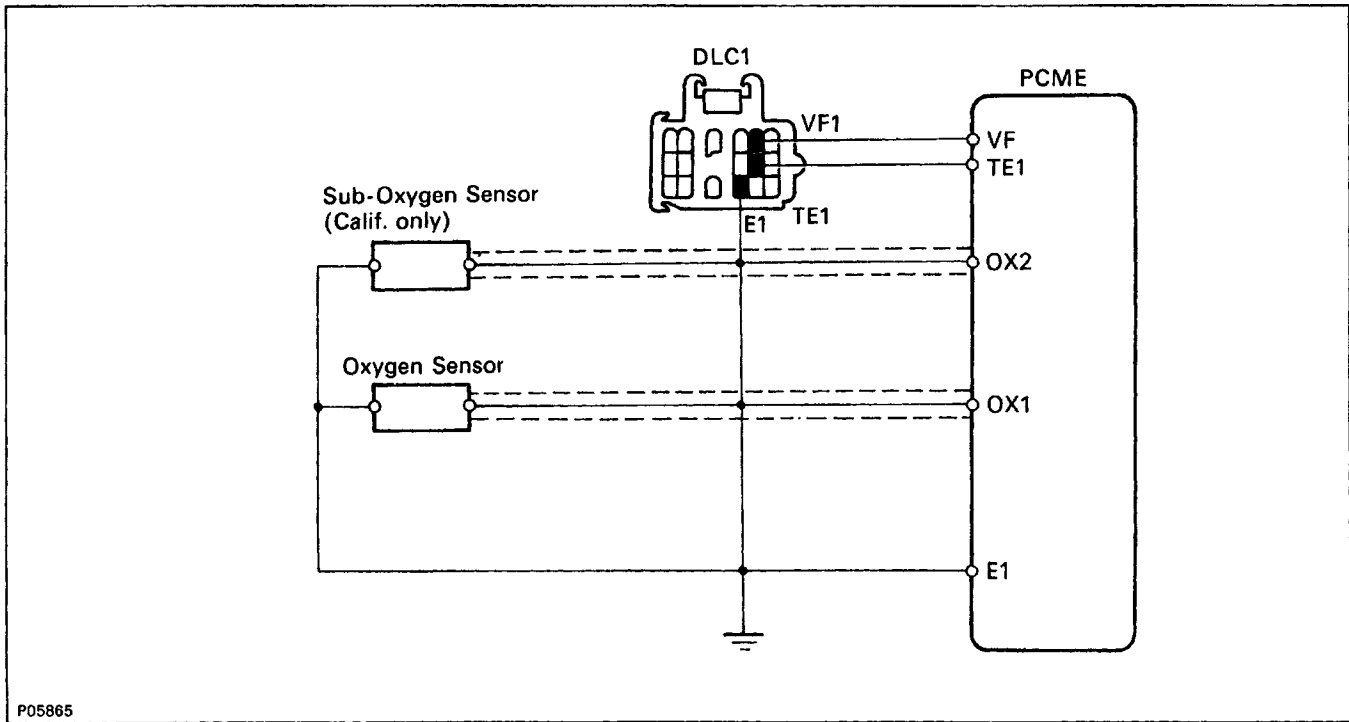 DLC1
PCME
VF1
VF
TE1
Sub-Oxygen Sensor
(Calif. only)
E1
TE1
OX2
Oxygen Sensor
OX1
E1
P05865